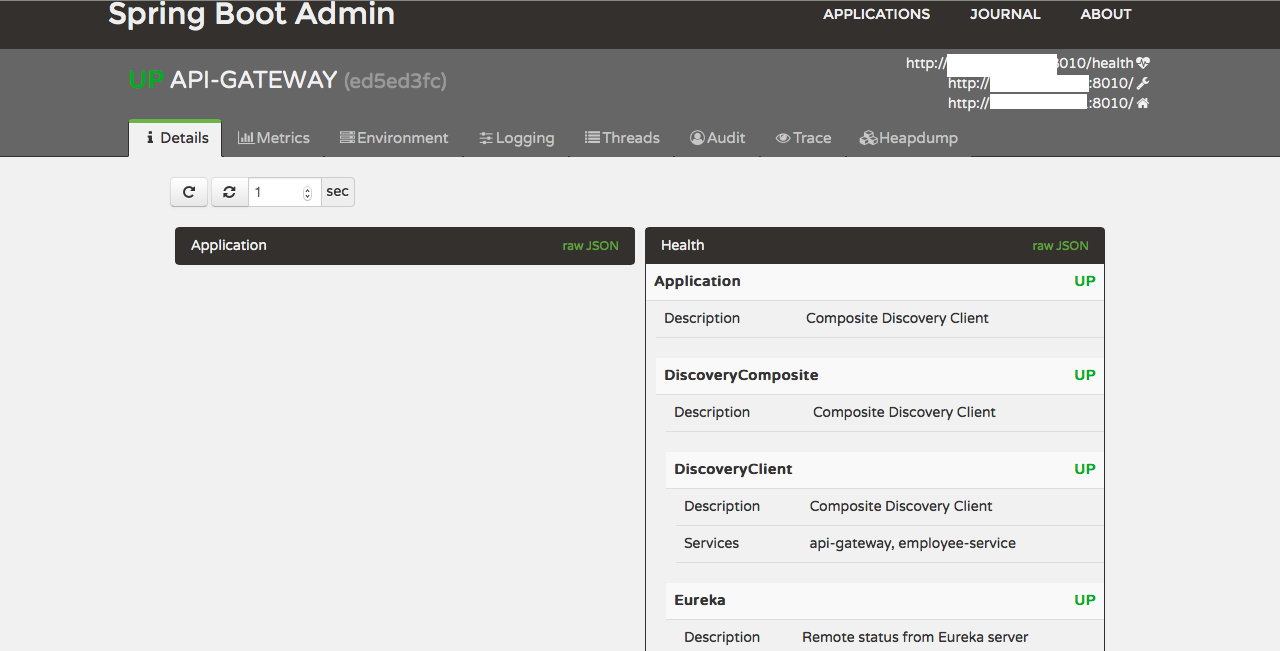 Spring Boot Admin
APPLICATIONS JOURNAL ABOUT
UP API-GATEWAY (ed5ed3fc)
http:// 8010/health
http:// :8010/
http:// :8010/
Details Metrics Environment Logging Threads Audit Trace Heapdump
1 sec
Application raw JSON
Health raw JSON
Application UP
Description Composite Discovery Client
DiscoveryComposite UP
Description Composite Discovery Client
DiscoveryClient UP
Description Composite Discovery Client
Services api-gateway, employee-service
Eureka UP
Description Remote status from Eureka server